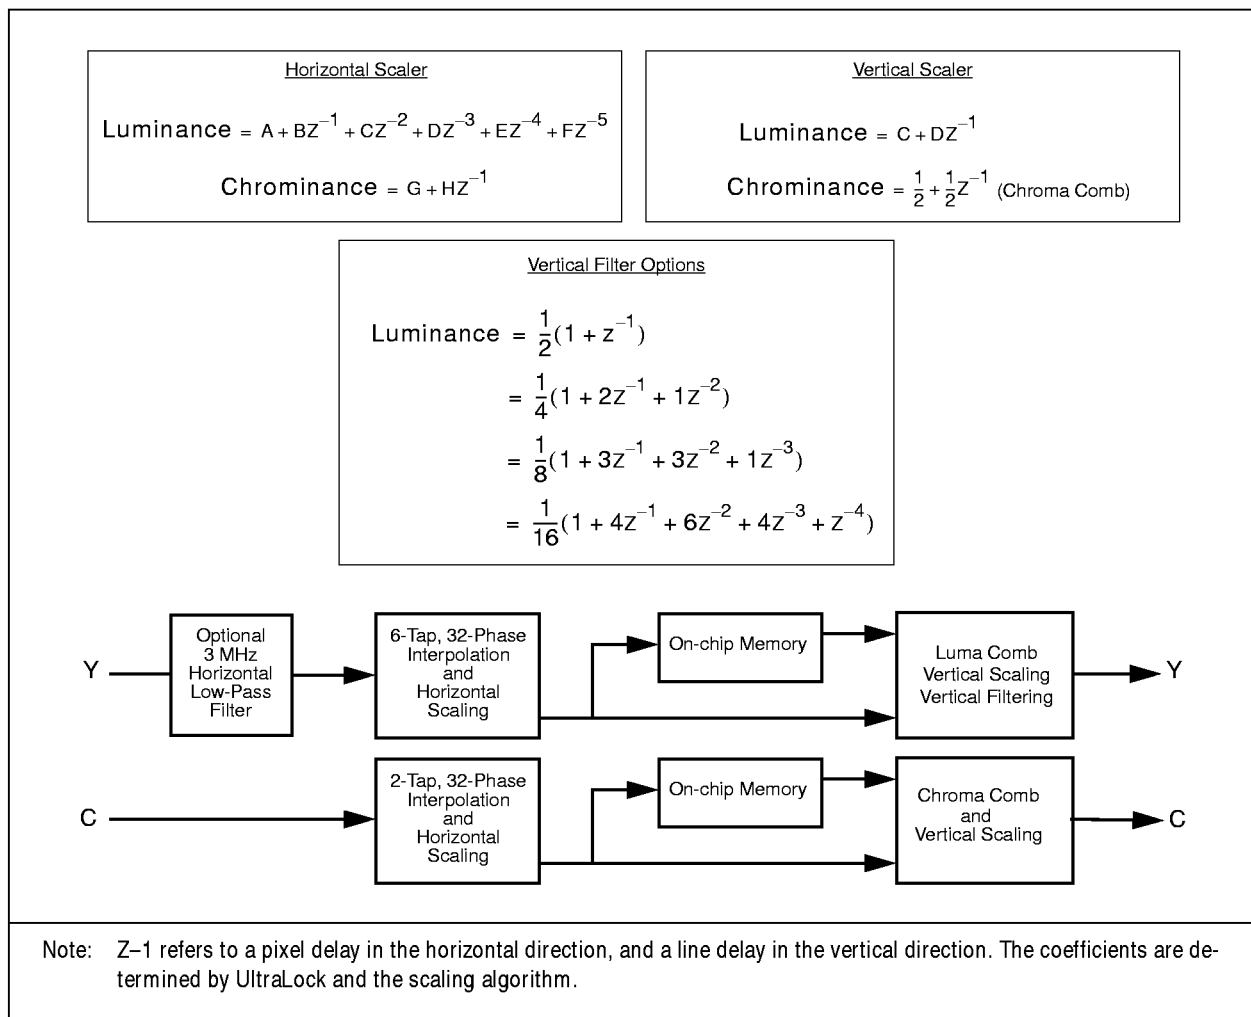 Horizontal Scaler
Luminance = A + BZ⁻¹ + CZ⁻² + DZ⁻³ + EZ⁻⁴ + FZ⁻⁵
Chrominance = G + HZ⁻¹
Vertical Scaler
Luminance = C + DZ⁻¹
Chrominance = 1/2 + 1/2 Z⁻¹ (Chroma Comb)
Vertical Filter Options
Luminance = 1/2 (1 + z⁻¹)
= 1/4 (1 + 2Z⁻¹ + 1Z⁻²)
= 1/8 (1 + 3Z⁻¹ + 3Z⁻² + 1Z⁻³)
= 1/16 (1 + 4Z⁻¹ + 6Z⁻² + 4Z⁻³ + Z⁻⁴)
Y
Optional
3 MHz
Horizontal
Low-Pass
Filter
6-Tap, 32-Phase
Interpolation
and
Horizontal
Scaling
On-chip Memory
Luma Comb
Vertical Scaling
Vertical Filtering
Y
C
2-Tap, 32-Phase
Interpolation
and
Horizontal
Scaling
On-chip Memory
Chroma Comb
and
Vertical Scaling
C
Note: Z–1 refers to a pixel delay in the horizontal direction, and a line delay in the vertical direction. The coefficients are de-
termined by UltraLock and the scaling algorithm.